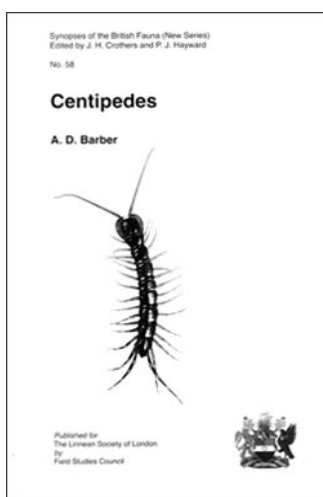 Synopses of the British Fauna (New Series)
Edited by J. H. Crothers and P. J. Hayward
No. 58
Centipedes
A. D. Barber
Published for
The Linnean Society of London
by
Field Studies Council